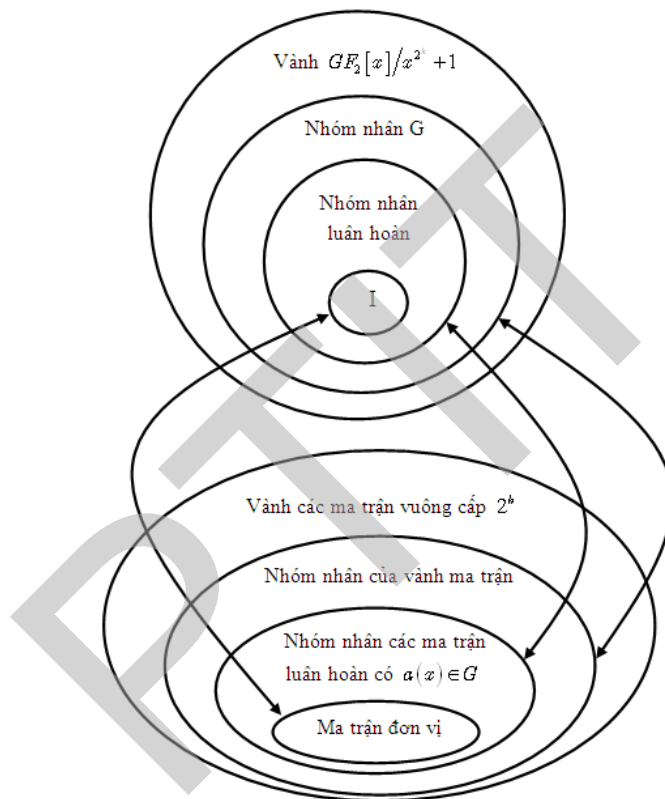 Vành GF₂[x]/x^{2^k}+1
Nhóm nhân G
Nhóm nhân
luân hoàn
I
Vành các ma trận vuông cấp 2^k
Nhóm nhân của vành ma trận
Nhóm nhân các ma trận
luân hoàn có a(x)∈G
Ma trận đơn vị
PTIT